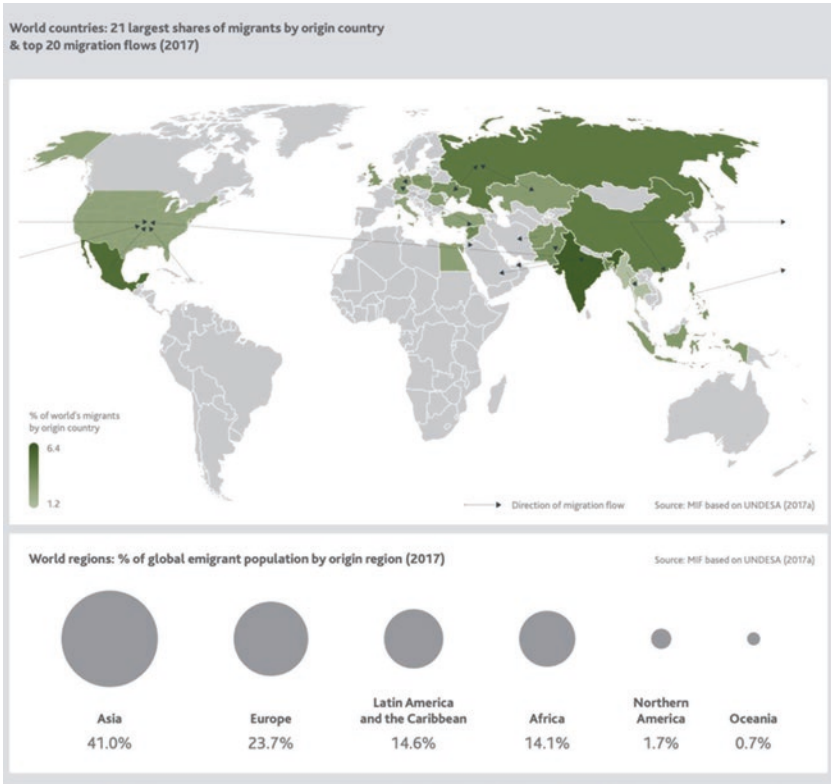 World countries: 21 largest shares of migrants by origin country
& top 20 migration flows (2017)
% of world's migrants
by origin country
6.4
1.2
Direction of migration flow
Source: MIF based on UNDESA (2017a)
World regions: % of global emigrant population by origin region (2017)
Source: MIF based on UNDESA (2017a)
Asia
41.0%
Europe
23.7%
Latin America
and the Caribbean
14.6%
Africa
14.1%
Northern
America
1.7%
Oceania
0.7%